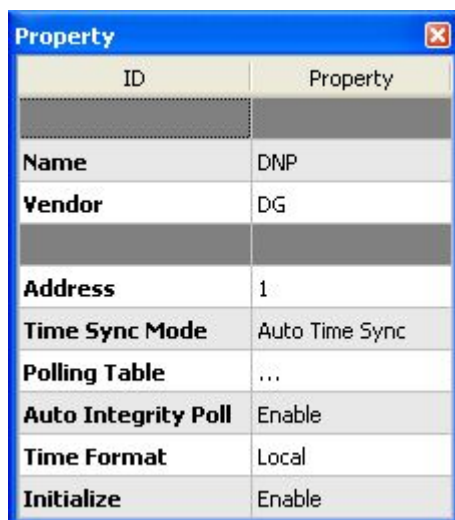 Property
ID Property
Name DNP
Vendor DG
Address 1
Time Sync Mode Auto Time Sync
Polling Table ...
Auto Integrity Poll Enable
Time Format Local
Initialize Enable